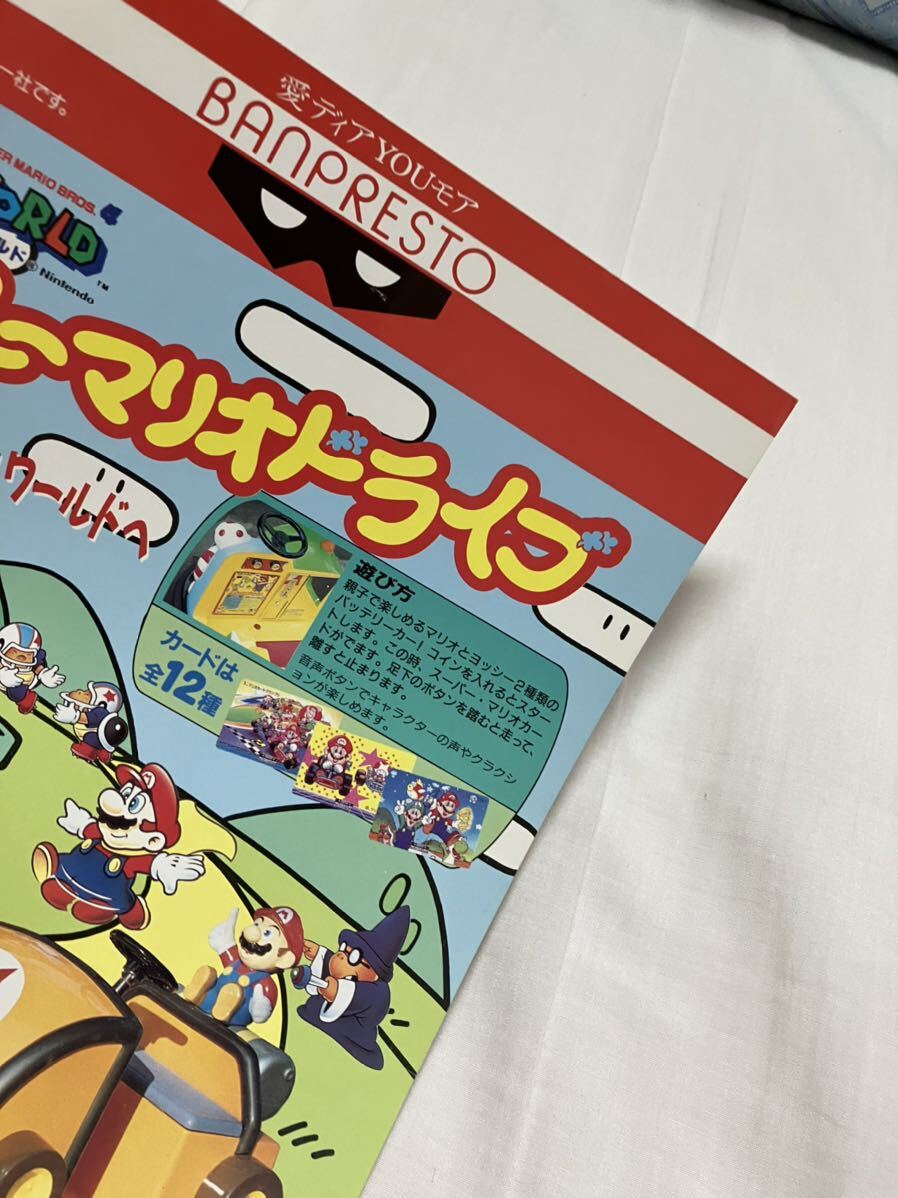 一社です。
愛ディアYOUモア
BANPRESTO
ER MARIO BROS. 4
ORLD
ルド
® Nintendo
TM
ーマリオドライブ
ワールドへ
遊び方
親子で楽しめるマリオとヨッシー2種類の
バッテリーカー！コインを入れるとスター
トします。この時、スーパー・マリオカー
ドがでます。足下のボタンを踏むと走って、
離すと止まります。
音声ボタンでキャラクターの声やクラクシ
ョンが楽しめます。
カードは
全12種